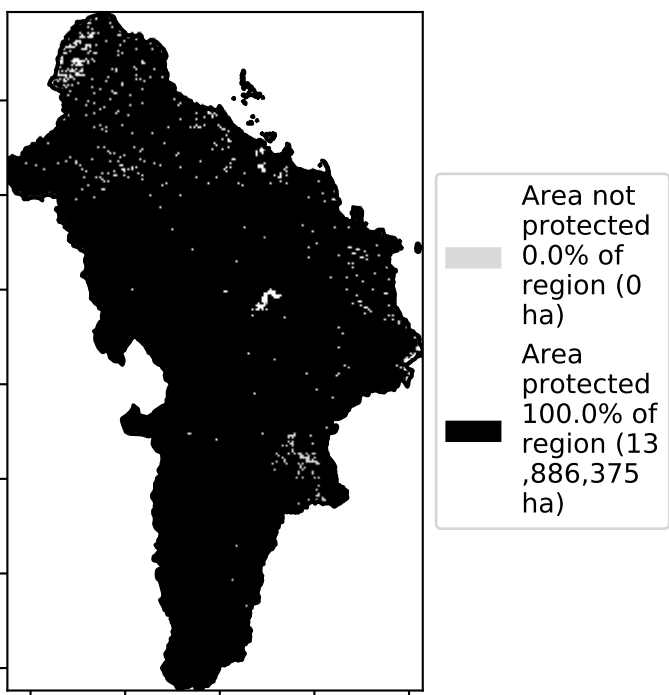 Area not
protected
0.0% of
region (0
ha)
Area
protected
100.0% of
region (13
,886,375
ha)